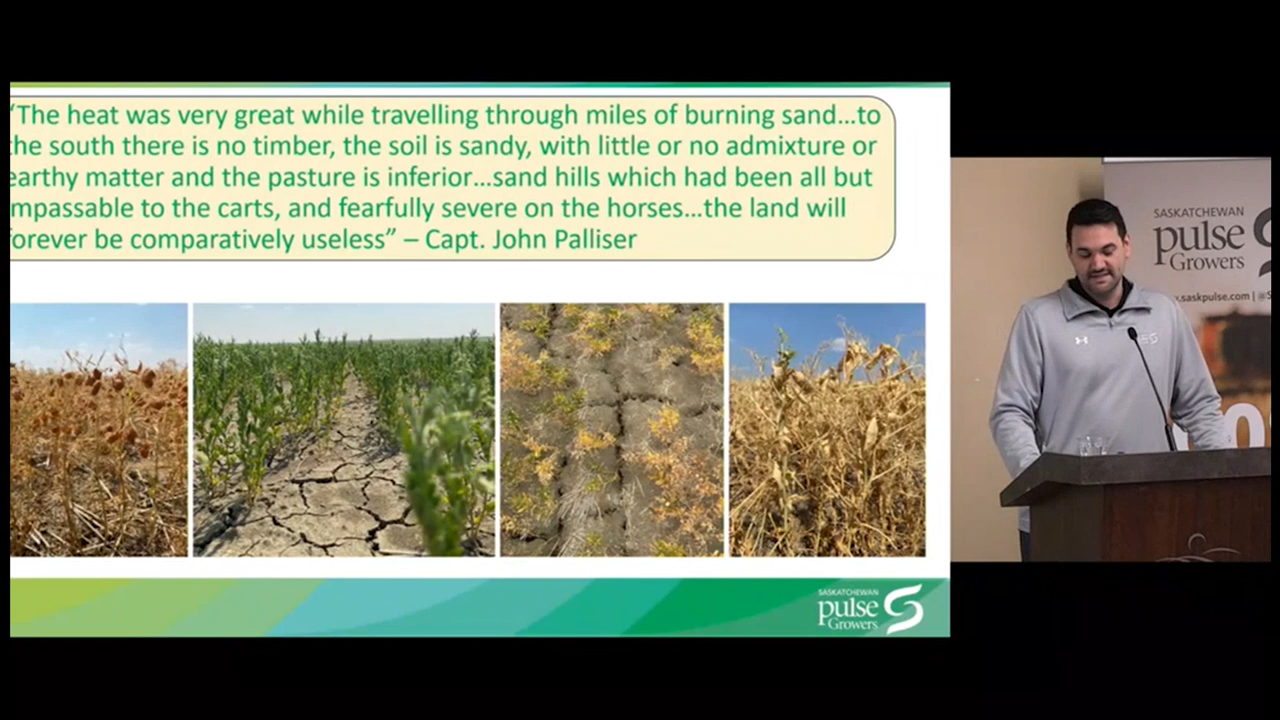 "The heat was very great while travelling through miles of burning sand...to
the south there is no timber, the soil is sandy, with little or no admixture or
earthy matter and the pasture is inferior...sand hills which had been all but
impassable to the carts, and fearfully severe on the horses...the land will
forever be comparatively useless" – Capt. John Palliser
SASKATCHEWAN
pulse
Growers
SASKATCHEWAN
pulse
Growers
.saskpulse.com | @S